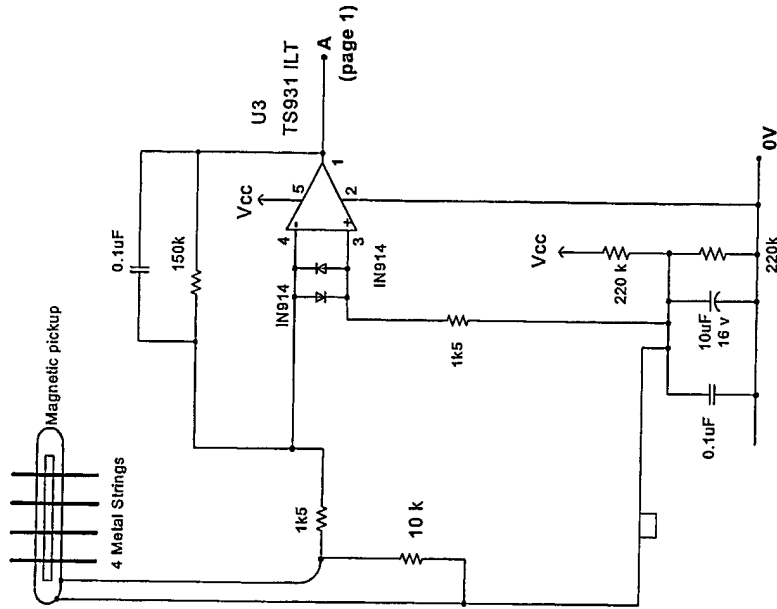 Magnetic pickup
4 Metal Strings
0.1uF
150k
U3
TS931 ILT
A
(page 1)
Vcc
5
4
-
1
+
3
2
IN914
IN914
1k5
10 k
1k5
Vcc
220 k
10uF
16 v
0.1uF
220k
0V